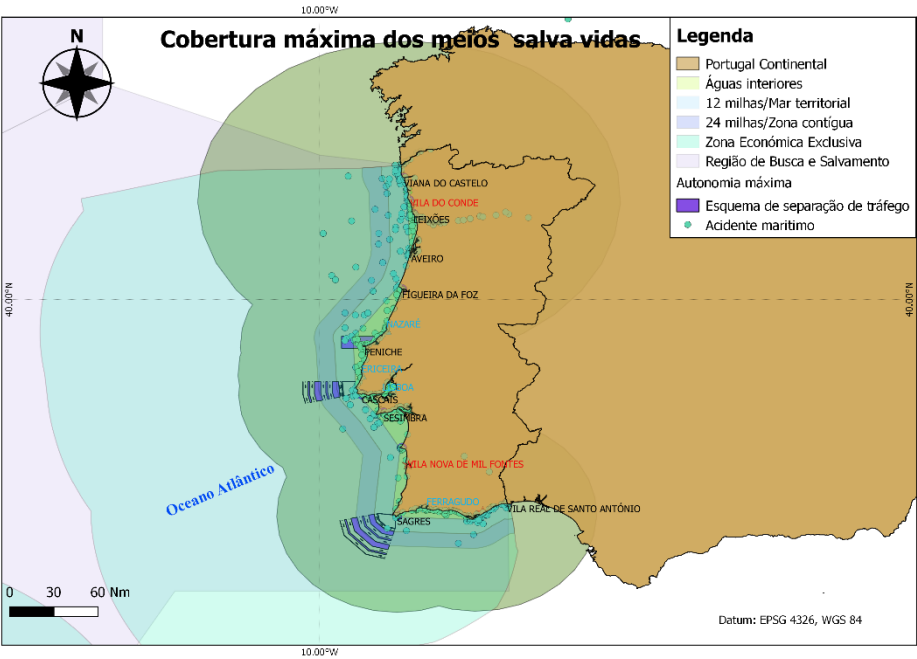 10.00°W
Cobertura máxima dos meios salva vidas
N
Legenda
Portugal Continental
Águas interiores
12 milhas/Mar territorial
24 milhas/Zona contígua
Zona Económica Exclusiva
Região de Busca e Salvamento
Autonomia máxima
Esquema de separação de tráfego
Acidente maritimo
VIANA DO CASTELO
VILA DO CONDE
LEIXÕES
AVEIRO
40.00°N
40.00°N
FIGUEIRA DA FOZ
NAZARÉ
PENICHE
ERICEIRA
LISBOA
CASCAIS
SESIMBRA
VILA NOVA DE MIL FONTES
Oceano Atlântico
FERRAGUDO
VILA REAL DE SANTO ANTÓNIO
SAGRES
0 30 60 Nm
Datum: EPSG 4326, WGS 84
10.00°W